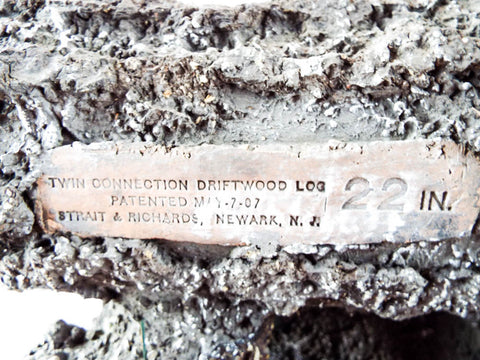 TWIN CONNECTION DRIFTWOOD LOG
PATENTED MAY-7-07
STRAIT & RICHARDS, NEWARK, N. J.
22 IN.